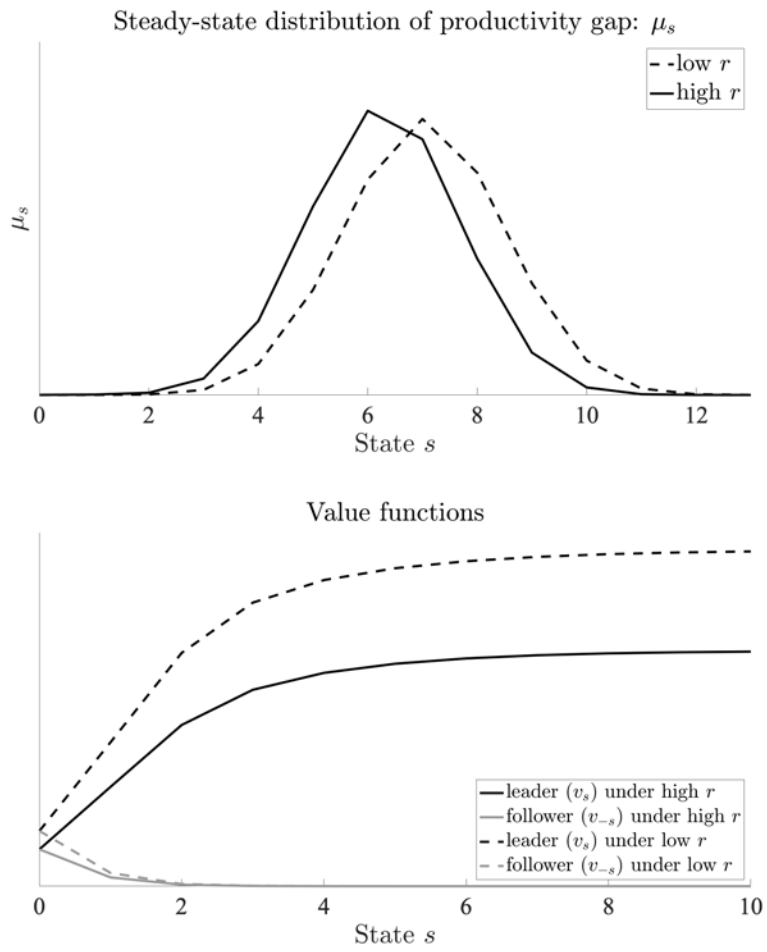 Steady-state distribution of productivity gap: μₛ
low r
high r
μₛ
0 2 4 6 8 10 12
State s
Value functions
leader (vₛ) under high r
follower (v₋ₛ) under high r
leader (vₛ) under low r
follower (v₋ₛ) under low r
0 2 4 6 8 10
State s